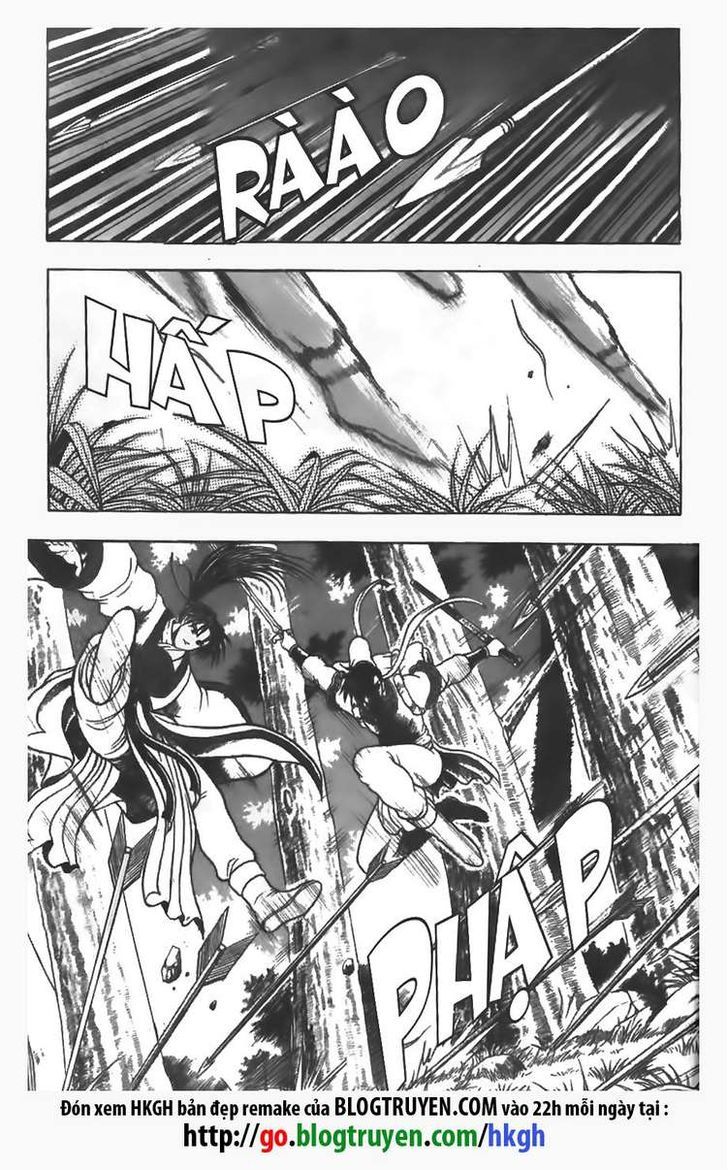 RÀÀO
HẤP
PHẬP
Đón xem HKGH bản đẹp remake của BLOGTRUYEN.COM vào 22h mỗi ngày tại :
http://go.blogtruyen.com/hkgh